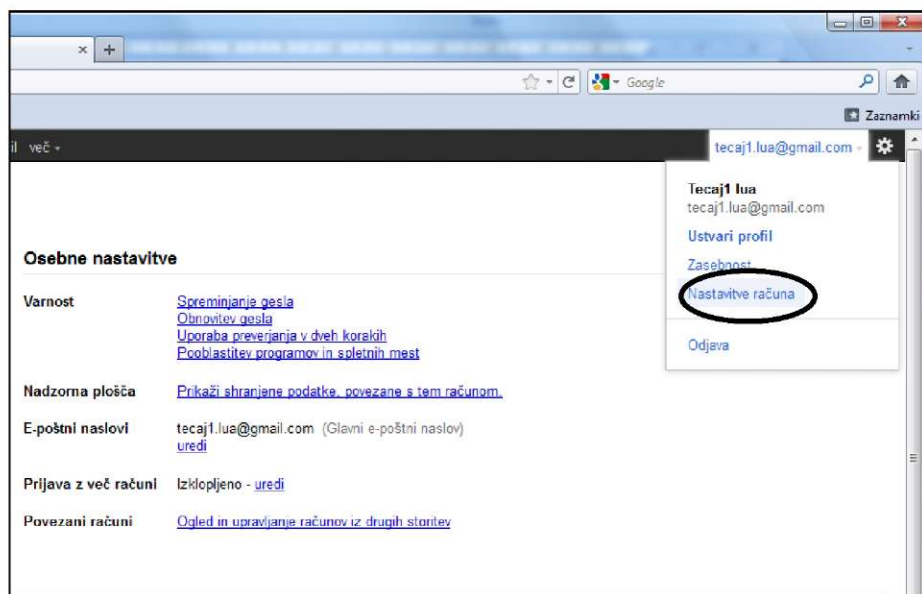 Google
Zaznamki
il več
tecaj1.lua@gmail.com
Tecaj1 lua
tecaj1.lua@gmail.com
Ustvari profil
Zasebnost
Nastavitve računa
Odjava
Osebne nastavitve
Varnost
Spreminjanje gesla
Obnovitev gesla
Uporaba preverjanja v dveh korakih
Pooblastitev programov in spletnih mest
Nadzorna plošča
Prikaži shranjene podatke, povezane s tem računom.
E-poštni naslovi
tecaj1.lua@gmail.com (Glavni e-poštni naslov)
uredi
Prijava z več računi
Izklopljeno - uredi
Povezani računi
Ogled in upravljanje računov iz drugih storitev